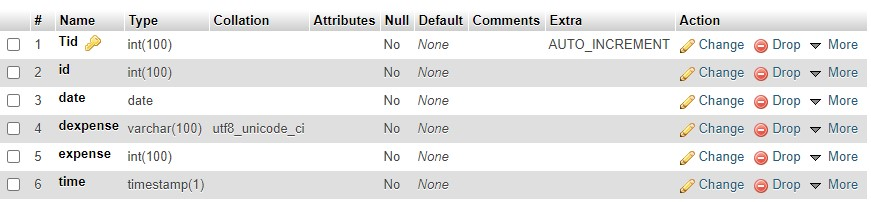 # Name Type Collation Attributes Null Default Comments Extra Action
1 Tid int(100) No None AUTO_INCREMENT Change Drop More
2 id int(100) No None Change Drop More
3 date date No None Change Drop More
4 dexpense varchar(100) utf8_unicode_ci No None Change Drop More
5 expense int(100) No None Change Drop More
6 time timestamp(1) No None Change Drop More